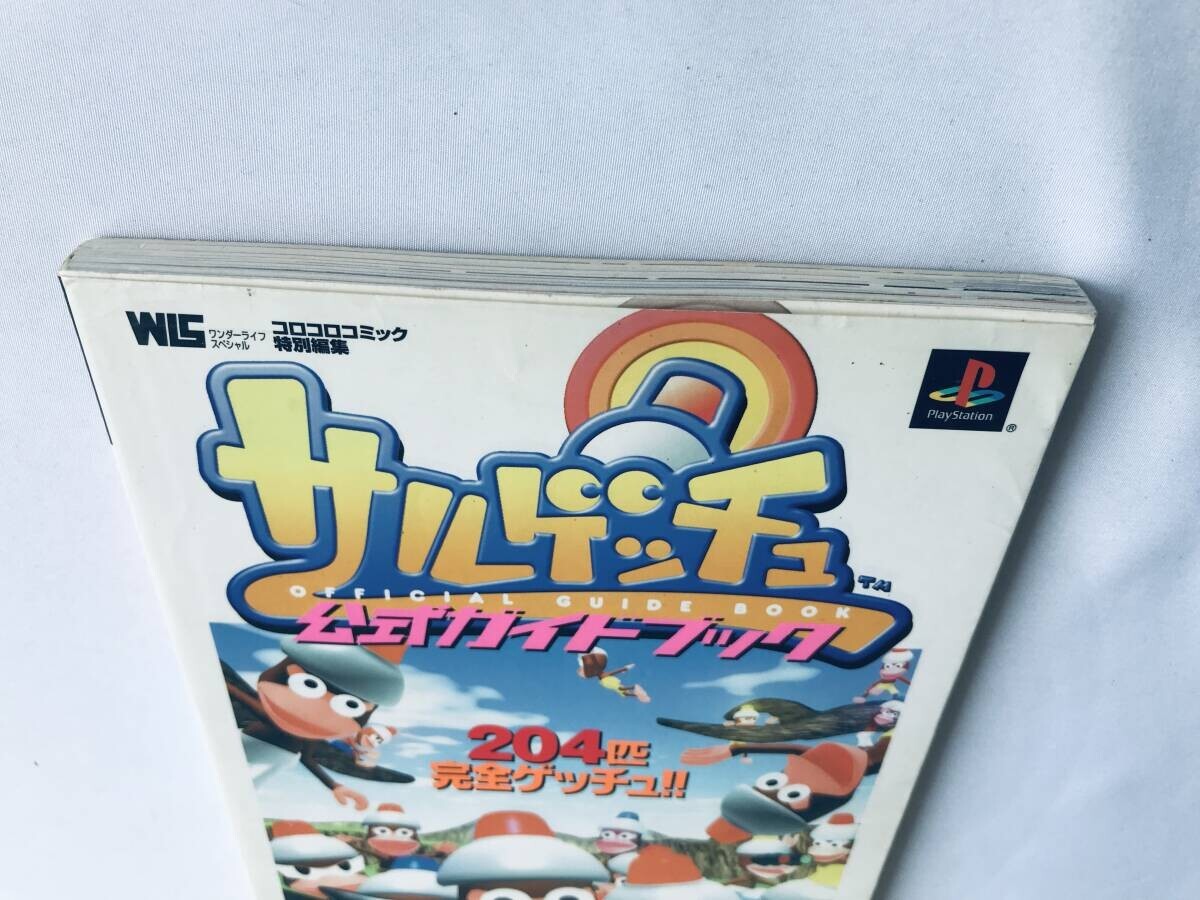 WLS ワンダーライフ
スペシャル
コロコロコミック
特別編集
PlayStation ®
サルゲッチュ TM
OFFICIAL GUIDE BOOK
公式ガイドブック
204匹
完全ゲッチュ!!